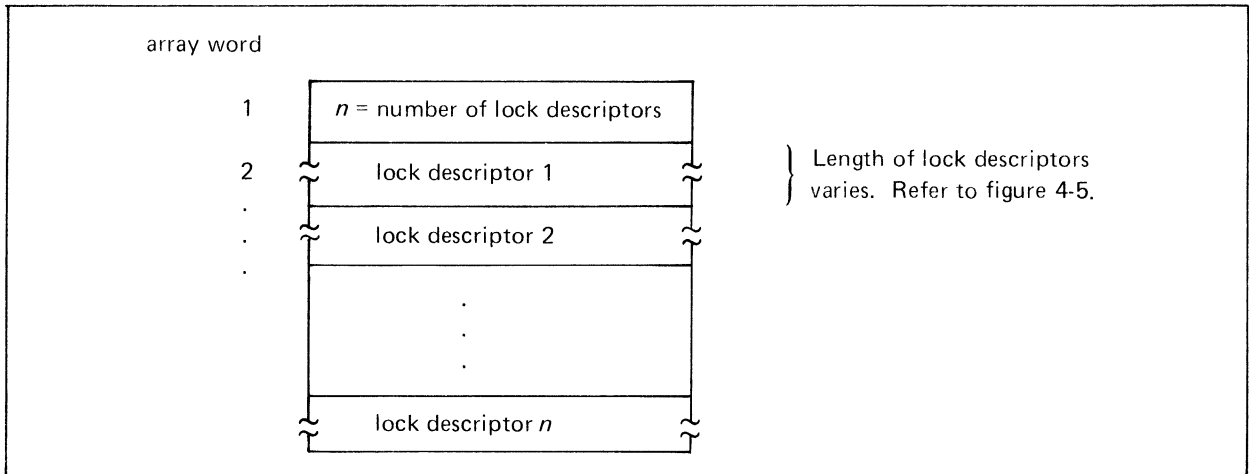 array word
1 n = number of lock descriptors
2 lock descriptor 1
} Length of lock descriptors
varies. Refer to figure 4-5.
.
. lock descriptor 2
.
.
.
.
lock descriptor n